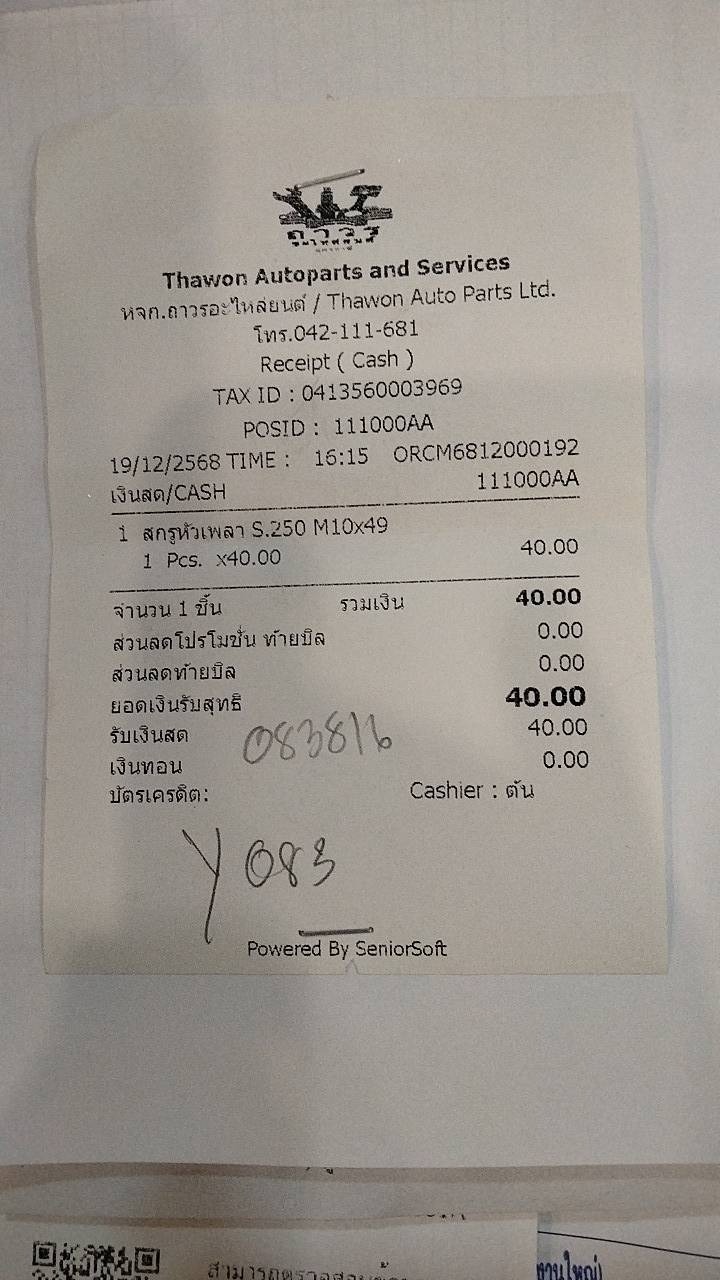 ถาวร
Thawon Autoparts and Services
หจก.ถาวรอะไหล่ยนต์ / Thawon Auto Parts Ltd.
โทร.042-111-681
Receipt ( Cash )
TAX ID : 0413560003969
POSID : 111000AA
19/12/2568 TIME : 16:15 ORCM6812000192
เงินสด/CASH 111000AA
1 สกรูหัวเพลา S.250 M10x49
1 Pcs. x40.00 40.00
จำนวน 1 ชิ้น รวมเงิน 40.00
ส่วนลดโปรโมชั่น ท้ายบิล 0.00
ส่วนลดท้ายบิล 0.00
ยอดเงินรับสุทธิ 40.00
รับเงินสด 40.00
083816
เงินทอน 0.00
บัตรเครดิต: Cashier : ต้น
Y 083
Powered By SeniorSoft